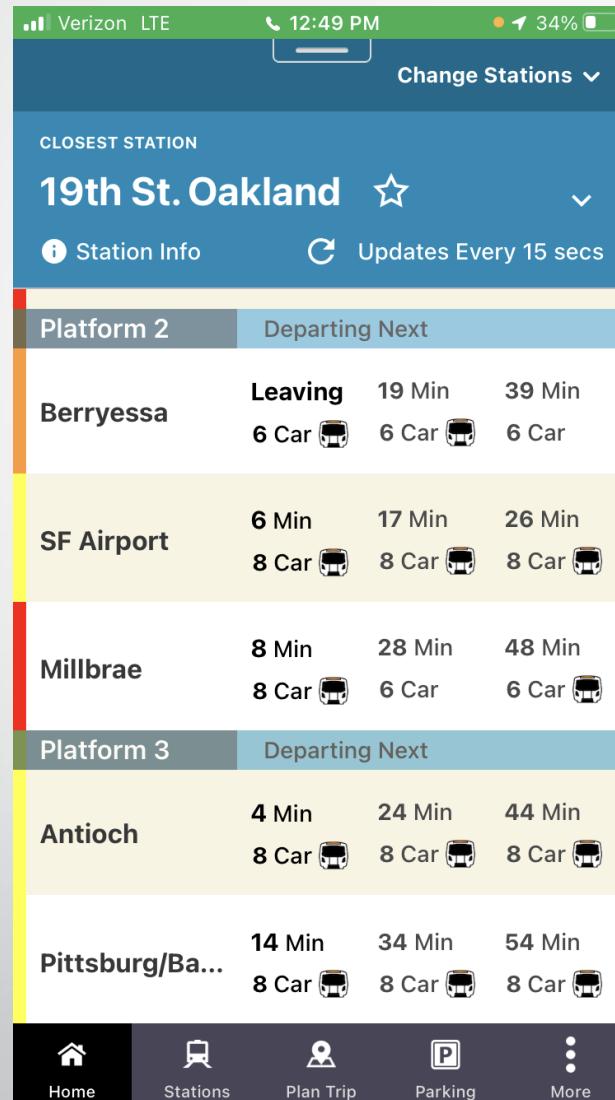 Verizon LTE 12:49 PM 34%
Change Stations
CLOSEST STATION
19th St. Oakland
Station Info Updates Every 15 secs
Platform 2 Departing Next
Berryessa
Leaving 19 Min 39 Min
6 Car 6 Car 6 Car
SF Airport
6 Min 17 Min 26 Min
8 Car 8 Car 8 Car
Millbrae
8 Min 28 Min 48 Min
8 Car 6 Car 6 Car
Platform 3 Departing Next
Antioch
4 Min 24 Min 44 Min
8 Car 8 Car 8 Car
Pittsburg/Ba...
14 Min 34 Min 54 Min
8 Car 8 Car 8 Car
P
Home Stations Plan Trip Parking More